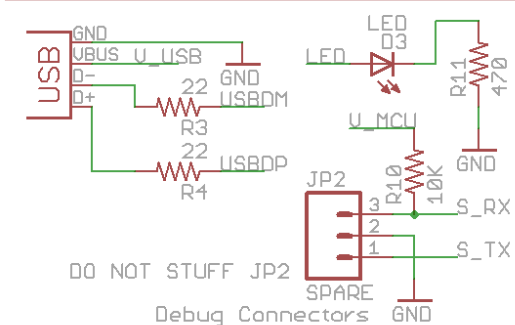 USB
GND
VBUS
V_USB
D-
D+
GND
22
R3
USBDM
22
R4
USBDP
LED
LED
D3
R11
470
GND
V_MCU
R10
10K
JP2
3
2
1
S_RX
S_TX
GND
SPARE
DO NOT STUFF JP2
Debug Connectors